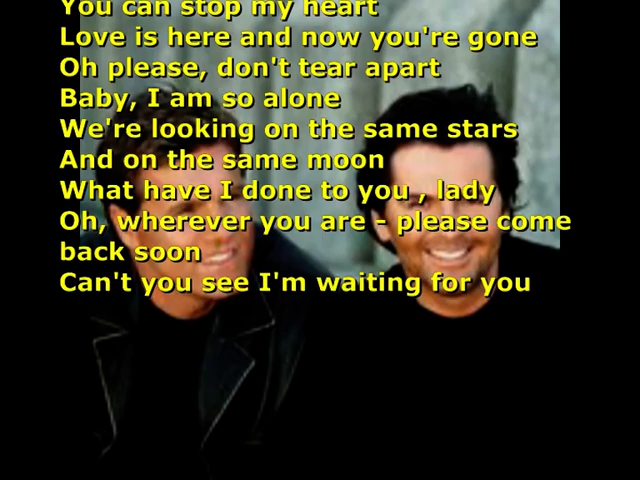 You can stop my heart
Love is here and now you're gone
Oh please, don't tear apart
Baby, I am so alone
We're looking on the same stars
And on the same moon
What have I done to you , lady
Oh, wherever you are - please come
back soon
Can't you see I'm waiting for you